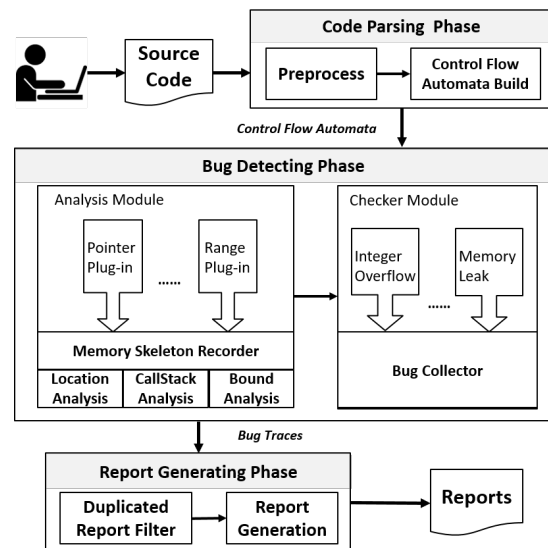 Source
Code
Code Parsing Phase
Preprocess
Control Flow
Automata Build
Control Flow Automata
Bug Detecting Phase
Analysis Module
Pointer
Plug-in
......
Range
Plug-in
Memory Skeleton Recorder
Location
Analysis
CallStack
Analysis
Bound
Analysis
Checker Module
Integer
Overflow
......
Memory
Leak
Bug Collector
Bug Traces
Report Generating Phase
Duplicated
Report Filter
Report
Generation
Reports